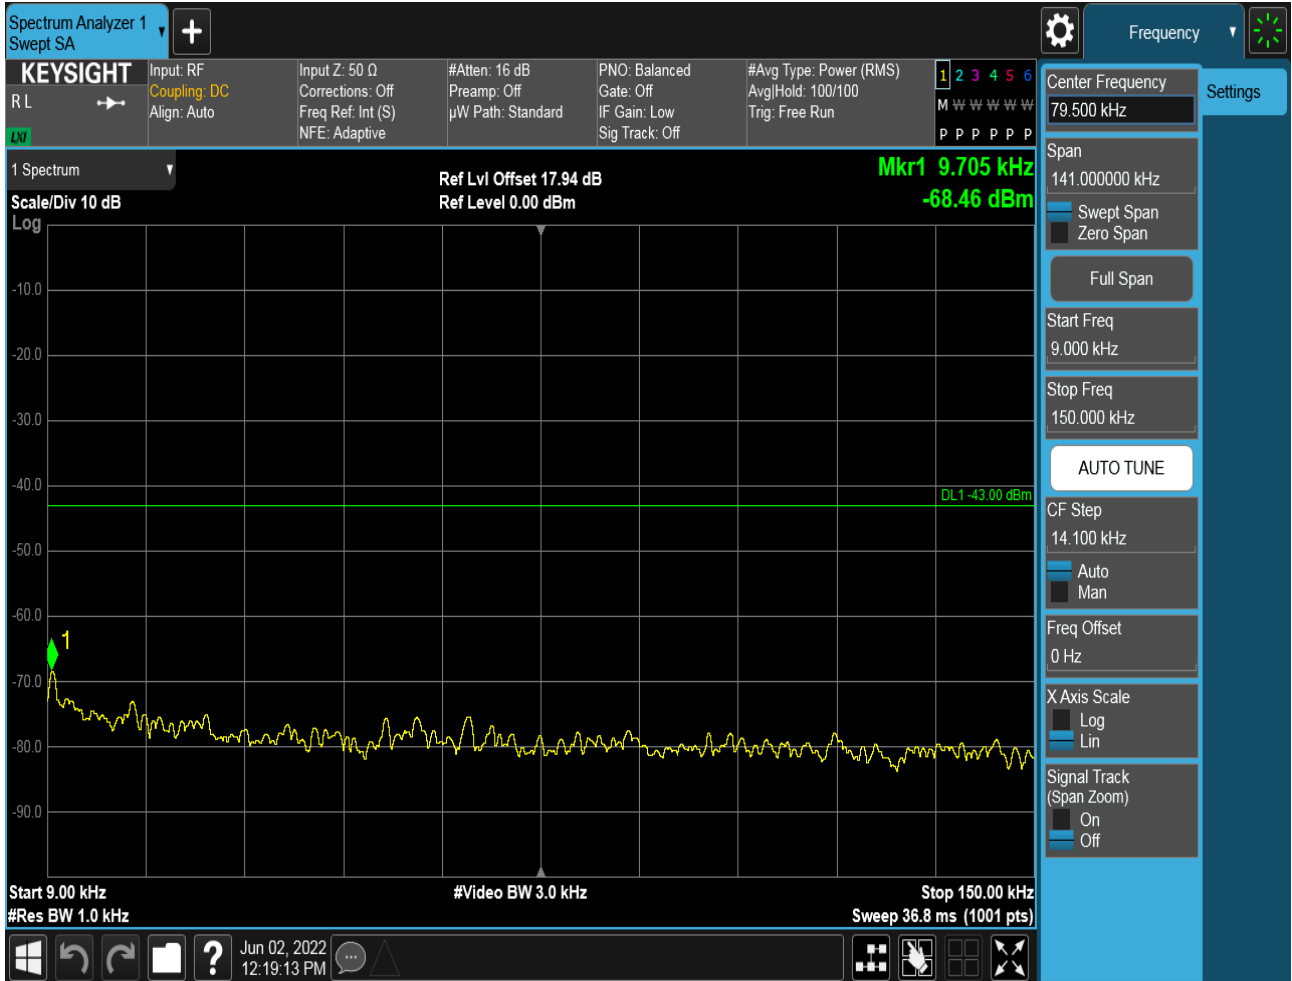 Spectrum Analyzer 1
Swept SA
+
Frequency
KEYSIGHT
R L
LXI
Input: RF
Coupling: DC
Align: Auto
Input Z: 50 Ω
Corrections: Off
Freq Ref: Int (S)
NFE: Adaptive
#Atten: 16 dB
Preamp: Off
µW Path: Standard
PNO: Balanced
Gate: Off
IF Gain: Low
Sig Track: Off
#Avg Type: Power (RMS)
Avg|Hold: 100/100
Trig: Free Run
1 2 3 4 5 6
M W W W W W
P P P P P P
1 Spectrum
Scale/Div 10 dB
Log
Ref Lvl Offset 17.94 dB
Ref Level 0.00 dBm
Mkr1 9.705 kHz
-68.46 dBm
-10.0
-20.0
-30.0
-40.0
DL1 -43.00 dBm
-50.0
-60.0
1
-70.0
-80.0
-90.0
Start 9.00 kHz
#Video BW 3.0 kHz
Stop 150.00 kHz
#Res BW 1.0 kHz
Sweep 36.8 ms (1001 pts)
?
Jun 02, 2022
12:19:13 PM
Settings
Center Frequency
79.500 kHz
Span
141.000000 kHz
Swept Span
Zero Span
Full Span
Start Freq
9.000 kHz
Stop Freq
150.000 kHz
AUTO TUNE
CF Step
14.100 kHz
Auto
Man
Freq Offset
0 Hz
X Axis Scale
Log
Lin
Signal Track
(Span Zoom)
On
Off